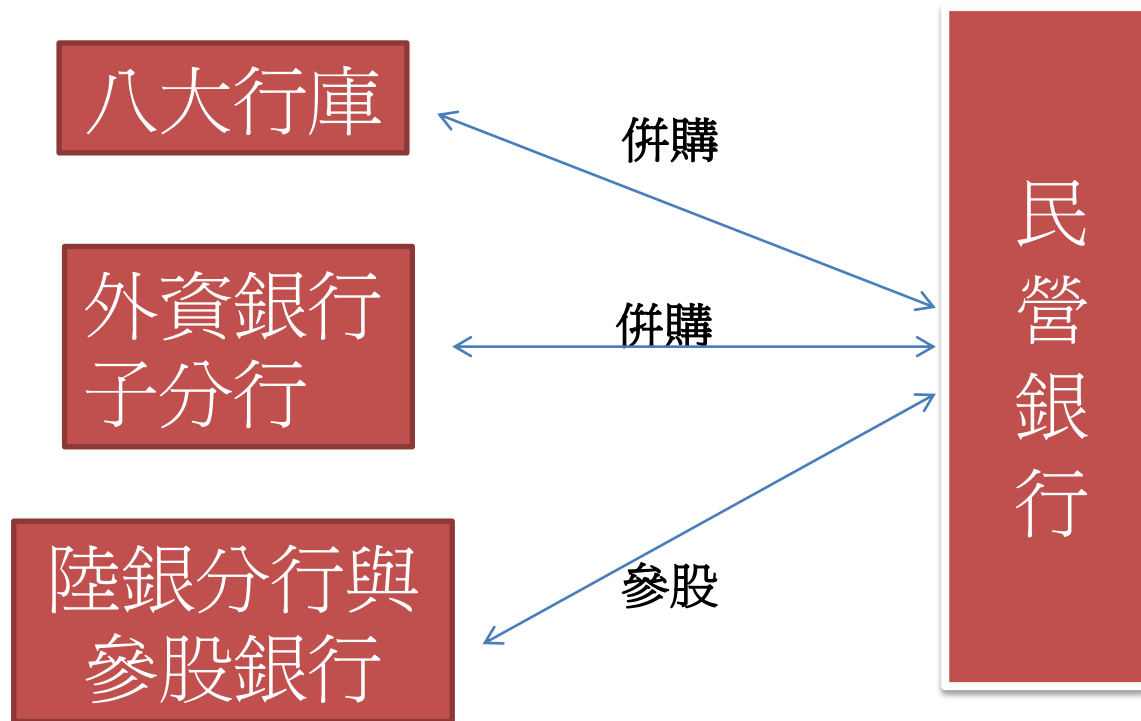 八大行庫
併購
外資銀行
子分行
併購
陸銀分行與
參股銀行
參股
民營銀行